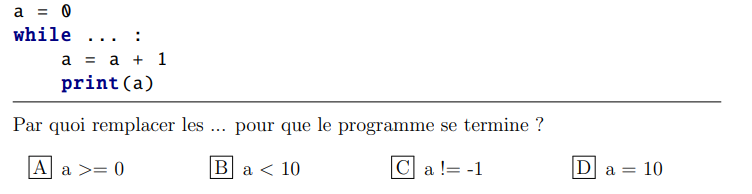 a = 0
while ... :
    a = a + 1
    print(a)
Par quoi remplacer les ... pour que le programme se termine ?
A a >= 0 B a < 10 C a != -1 D a = 10